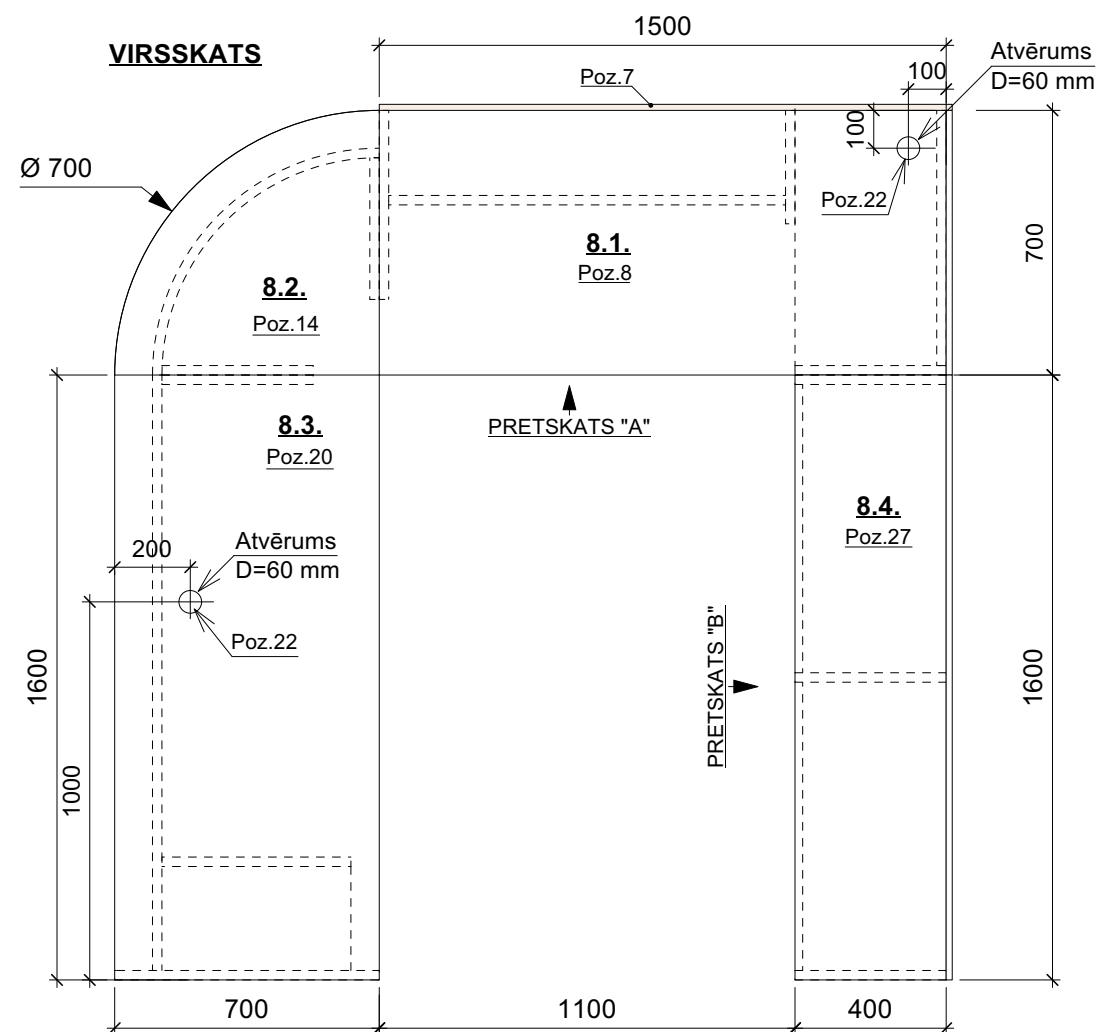 VIRSSKATS
1500
Atvērums
D=60 mm
100
Poz.7
100
Ø 700
Poz.22
8.1.
Poz.8
700
8.2.
Poz.14
PRETSKATS "A"
8.3.
Poz.20
8.4.
Poz.27
200
Atvērums
D=60 mm
Poz.22
PRETSKATS "B"
1600
1600
1000
700
1100
400